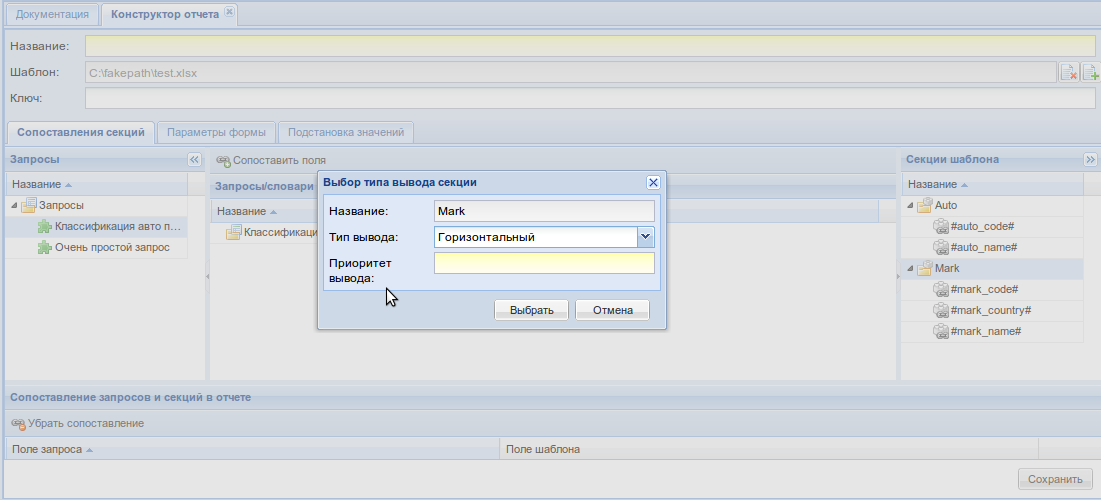 Документация
Конструктор отчета
Название:
Шаблон:
C:\fakepath\test.xlsx
Ключ:
Сопоставления секций
Параметры формы
Подстановка значений
Запросы
Название
Запросы
Классификация авто п...
Очень простой запрос
Сопоставить поля
Запросы/словари
Название
Классификаци
Выбор типа вывода секции
Название:
Mark
Тип вывода:
Горизонтальный
Приоритет
вывода:
Выбрать
Отмена
Секции шаблона
Название
Auto
#auto_code#
#auto_name#
Mark
#mark_code#
#mark_country#
#mark_name#
Сопоставление запросов и секций в отчете
Убрать сопоставление
Поле запроса
Поле шаблона
Сохранить